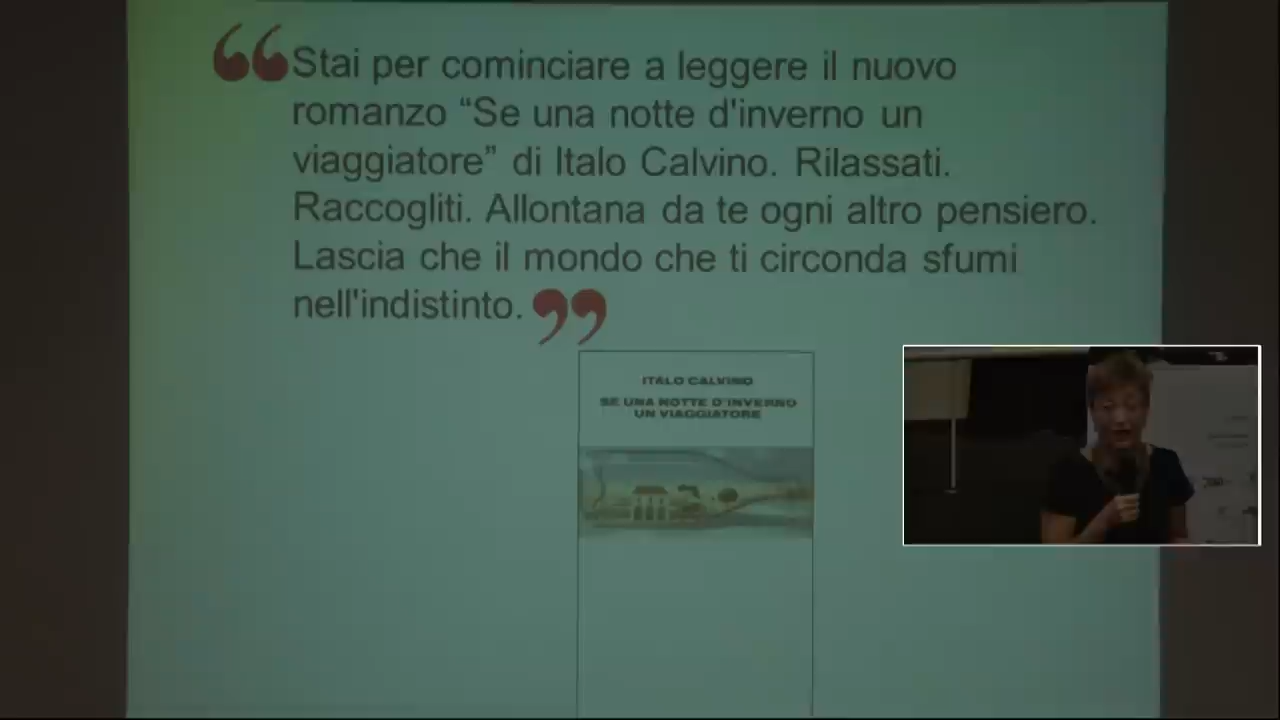 Stai per cominciare a leggere il nuovo
romanzo “Se una notte d'inverno un
viaggiatore” di Italo Calvino. Rilassati.
Raccogliti. Allontana da te ogni altro pensiero.
Lascia che il mondo che ti circonda sfumi
nell'indistinto.
ITALO CALVINO
SE UNA NOTTE D'INVERNO
UN VIAGGIATORE